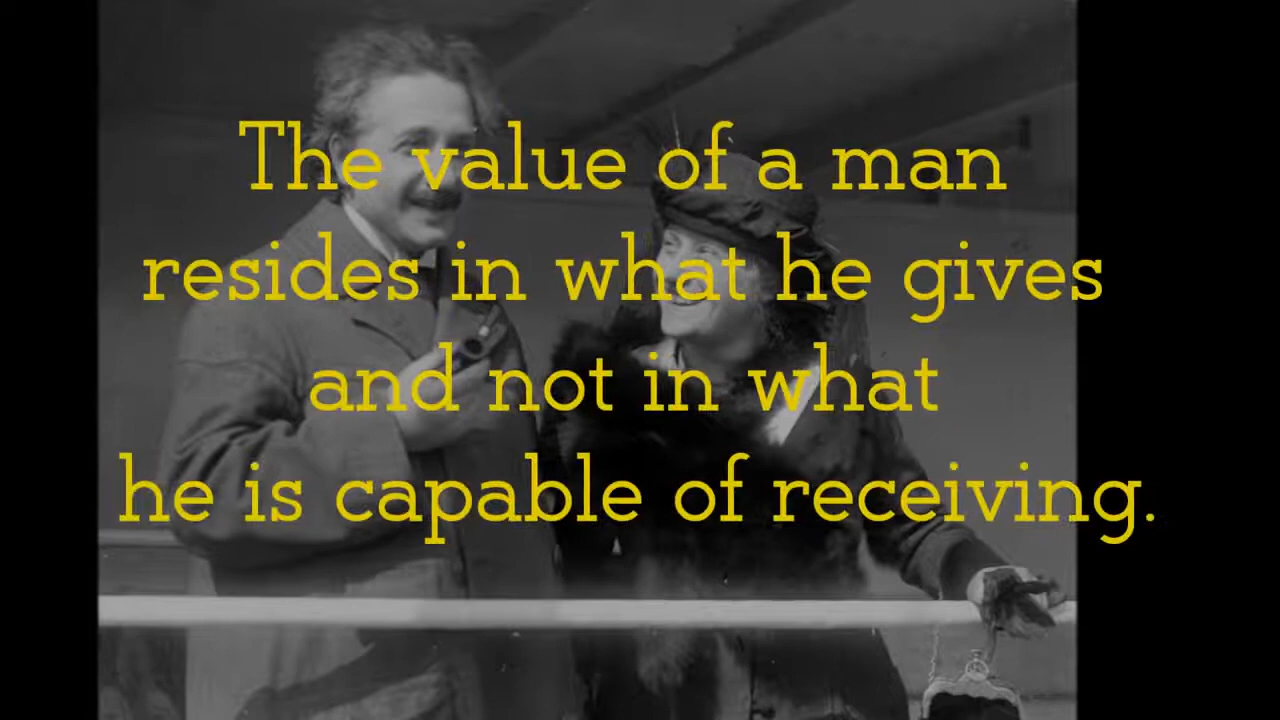 The value of a man
resides in what he gives
and not in what
he is capable of receiving.